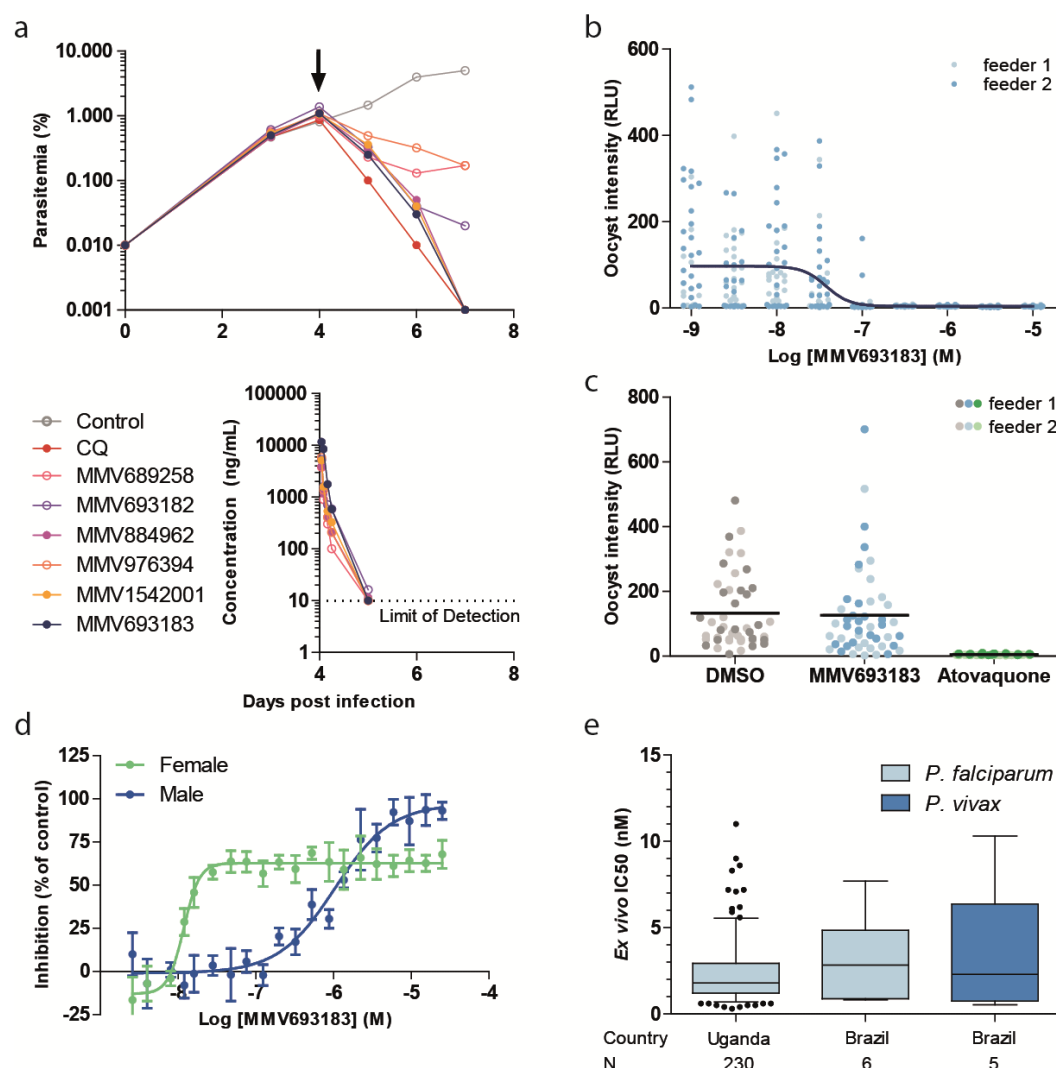 a
10.000
1.000
0.100
0.010
0.001
Parasitemia (%)
0 2 4 6 8
Control
CQ
MMV689258
MMV693182
MMV884962
MMV976394
MMV1542001
MMV693183
100000
10000
1000
100
10
1
Concentration (ng/mL)
Limit of Detection
4 6 8
Days post infection
b
600
400
200
0
Oocyst intensity (RLU)
feeder 1
feeder 2
-9 -8 -7 -6 -5
Log [MMV693183] (M)
c
800
600
400
200
0
Oocyst intensity (RLU)
feeder 1
feeder 2
DMSO MMV693183 Atovaquone
d
125
100
75
50
25
0
-25
Inhibition (% of control)
Female
Male
-8 -7 -6 -5 -4
Log [MMV693183] (M)
e
15
10
5
0
Ex vivo IC50 (nM)
P. falciparum
P. vivax
Country Uganda Brazil Brazil
N 230 6 5